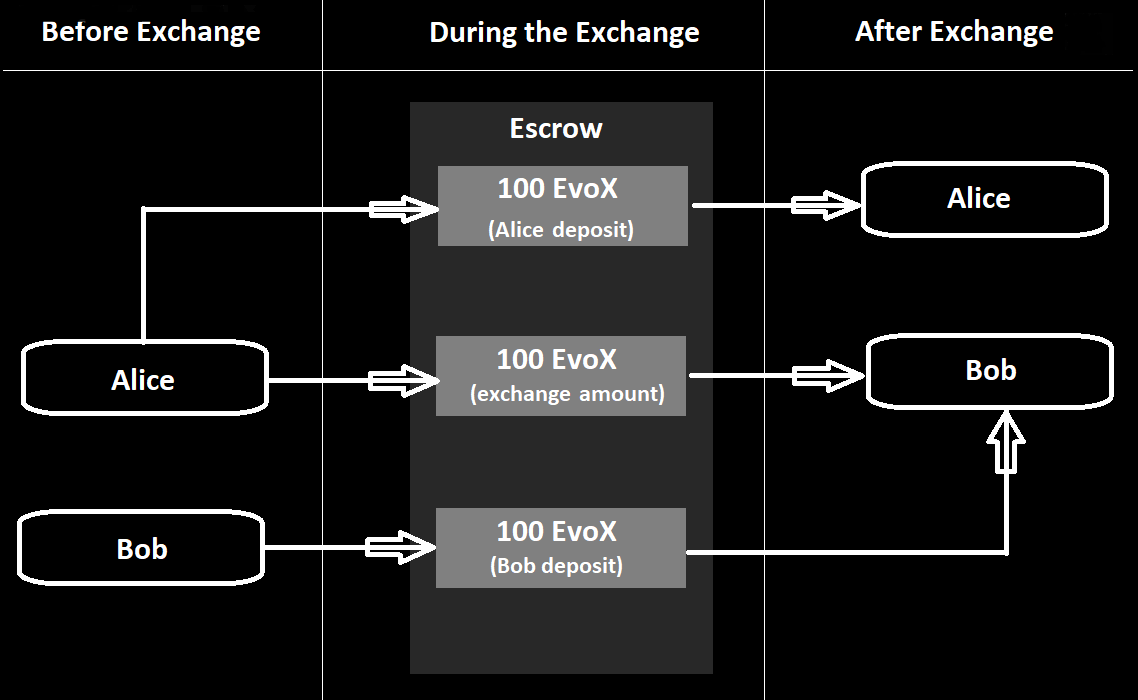 Before Exchange
During the Exchange
After Exchange
Escrow
100 EvoX
(Alice deposit)
Alice
Alice
100 EvoX
(exchange amount)
Bob
Bob
100 EvoX
(Bob deposit)